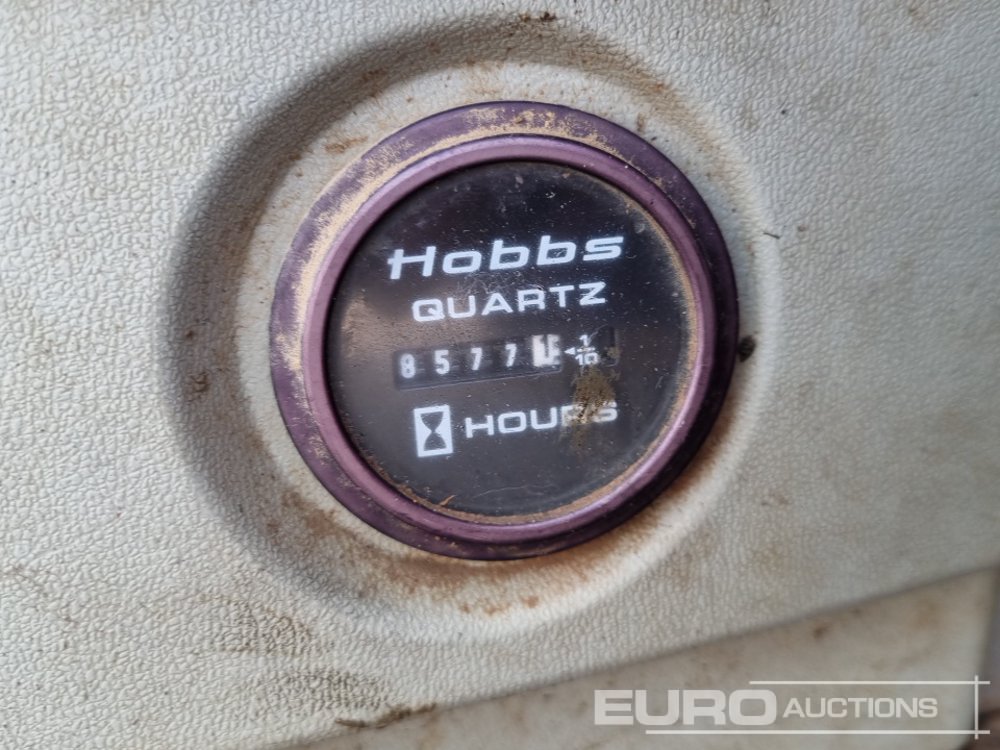 Hobbs
QUARTZ
8577 1/10
HOURS
EURO AUCTIONS